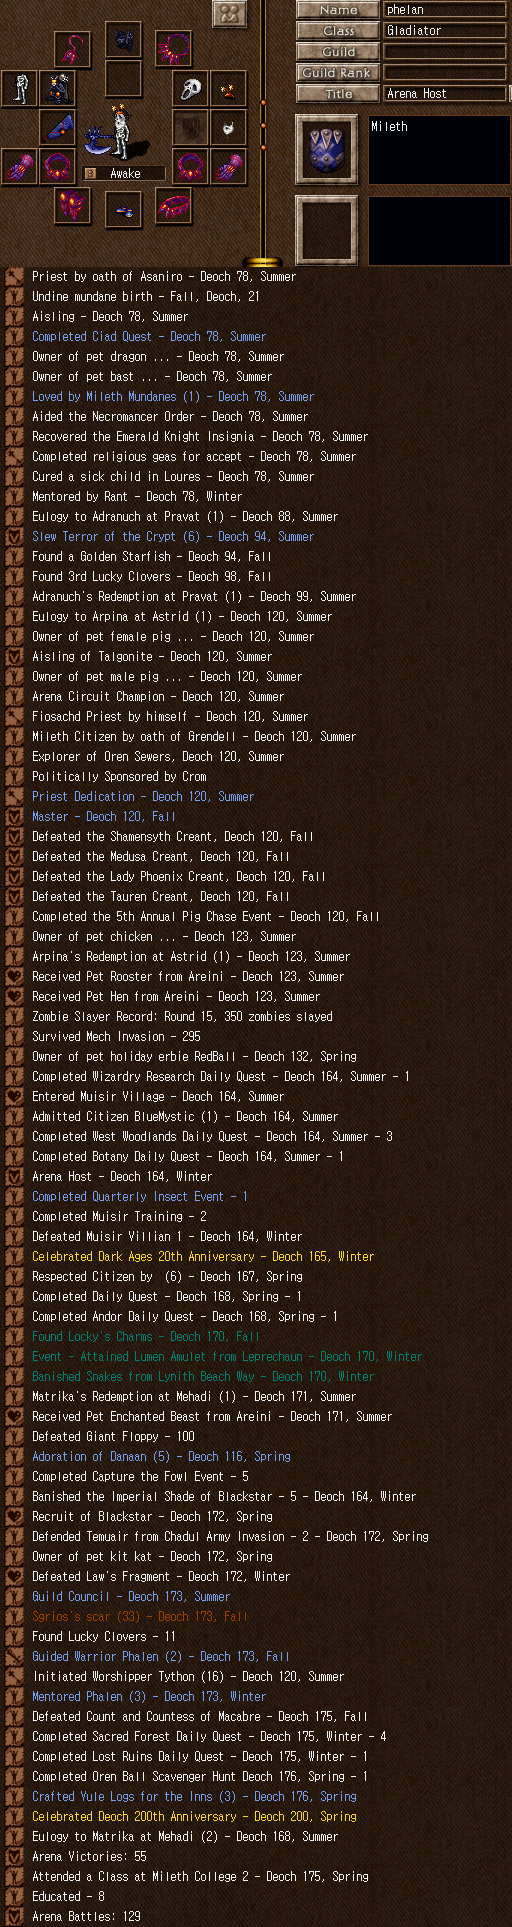 Name phelan
Class Gladiator
Guild
Guild Rank
Title Arena Host
Mileth
Awake
Priest by oath of Asaniro - Deoch 78, Summer
Undine mundane birth - Fall, Deoch, 21
Aisling - Deoch 78, Summer
Completed Ciad Quest - Deoch 78, Summer
Owner of pet dragon ... - Deoch 78, Summer
Owner of pet bast ... - Deoch 78, Summer
Loved by Mileth Mundanes (1) - Deoch 78, Summer
Aided the Necromancer Order - Deoch 78, Summer
Recovered the Emerald Knight Insignia - Deoch 78, Summer
Completed religious geas for accept - Deoch 78, Summer
Cured a sick child in Loures - Deoch 78, Summer
Mentored by Rant - Deoch 78, Winter
Eulogy to Adranuch at Pravat (1) - Deoch 88, Summer
Slew Terror of the Crypt (6) - Deoch 94, Summer
Found a Golden Starfish - Deoch 94, Fall
Found 3rd Lucky Clovers - Deoch 98, Fall
Adranuch's Redemption at Pravat (1) - Deoch 99, Summer
Eulogy to Arpina at Astrid (1) - Deoch 120, Summer
Owner of pet female pig ... - Deoch 120, Summer
Aisling of Talgonite - Deoch 120, Summer
Owner of pet male pig ... - Deoch 120, Summer
Arena Circuit Champion - Deoch 120, Summer
Fiosachd Priest by himself - Deoch 120, Summer
Mileth Citizen by oath of Grendell - Deoch 120, Summer
Explorer of Oren Sewers, Deoch 120, Summer
Politically Sponsored by Crom
Priest Dedication - Deoch 120, Summer
Master - Deoch 120, Fall
Defeated the Shamensyth Creant, Deoch 120, Fall
Defeated the Medusa Creant, Deoch 120, Fall
Defeated the Lady Phoenix Creant, Deoch 120, Fall
Defeated the Tauren Creant, Deoch 120, Fall
Completed the 5th Annual Pig Chase Event - Deoch 120, Fall
Owner of pet chicken ... - Deoch 123, Summer
Arpina's Redemption at Astrid (1) - Deoch 123, Summer
Received Pet Rooster from Areini - Deoch 123, Summer
Received Pet Hen from Areini - Deoch 123, Summer
Zombie Slayer Record: Round 15, 350 zombies slayed
Survived Mech Invasion - 295
Owner of pet holiday erbie RedBall - Deoch 132, Spring
Completed Wizardry Research Daily Quest - Deoch 164, Summer - 1
Entered Muisir Village - Deoch 164, Summer
Admitted Citizen BlueMystic (1) - Deoch 164, Summer
Completed West Woodlands Daily Quest - Deoch 164, Summer - 3
Completed Botany Daily Quest - Deoch 164, Summer - 1
Arena Host - Deoch 164, Winter
Completed Quarterly Insect Event - 1
Completed Muisir Training - 2
Defeated Muisir Villian 1 - Deoch 164, Winter
Celebrated Dark Ages 20th Anniversary - Deoch 165, Winter
Respected Citizen by  (6) - Deoch 167, Spring
Completed Daily Quest - Deoch 168, Spring - 1
Completed Andor Daily Quest - Deoch 168, Spring - 1
Found Locky's Charms - Deoch 170, Fall
Event - Attained Lumen Amulet from Leprechaun - Deoch 170, Winter
Banished Snakes from Lynith Beach Way - Deoch 170, Winter
Matrika's Redemption at Mehadi (1) - Deoch 171, Summer
Received Pet Enchanted Beast from Areini - Deoch 171, Summer
Defeated Giant Floppy - 100
Adoration of Danaan (5) - Deoch 116, Spring
Completed Capture the Fowl Event - 5
Banished the Imperial Shade of Blackstar - 5 - Deoch 164, Winter
Recruit of Blackstar - Deoch 172, Spring
Defended Temuair from Chadul Army Invasion - 2 - Deoch 172, Spring
Owner of pet kit kat - Deoch 172, Spring
Defeated Law's Fragment - Deoch 172, Winter
Guild Council - Deoch 173, Summer
Sgrios's scar (33) - Deoch 173, Fall
Found Lucky Clovers - 11
Guided Warrior Phalen (2) - Deoch 173, Fall
Initiated Worshipper Tython (16) - Deoch 120, Summer
Mentored Phalen (3) - Deoch 173, Winter
Defeated Count and Countess of Macabre - Deoch 175, Fall
Completed Sacred Forest Daily Quest - Deoch 175, Winter - 4
Completed Lost Ruins Daily Quest - Deoch 175, Winter - 1
Completed Oren Ball Scavenger Hunt Deoch 176, Spring - 1
Crafted Yule Logs for the Inns (3) - Deoch 176, Spring
Celebrated Deoch 200th Anniversary - Deoch 200, Spring
Eulogy to Matrika at Mehadi (2) - Deoch 168, Summer
Arena Victories: 55
Attended a Class at Mileth College 2 - Deoch 175, Spring
Educated - 8
Arena Battles: 129